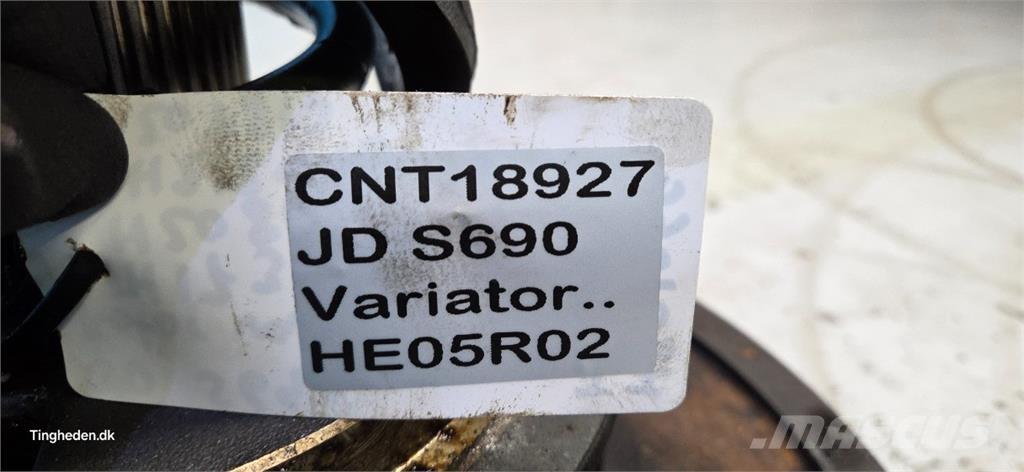 CNT18927
JD S690
Variator..
HE05R02
Tingheden.dk
MASCUS